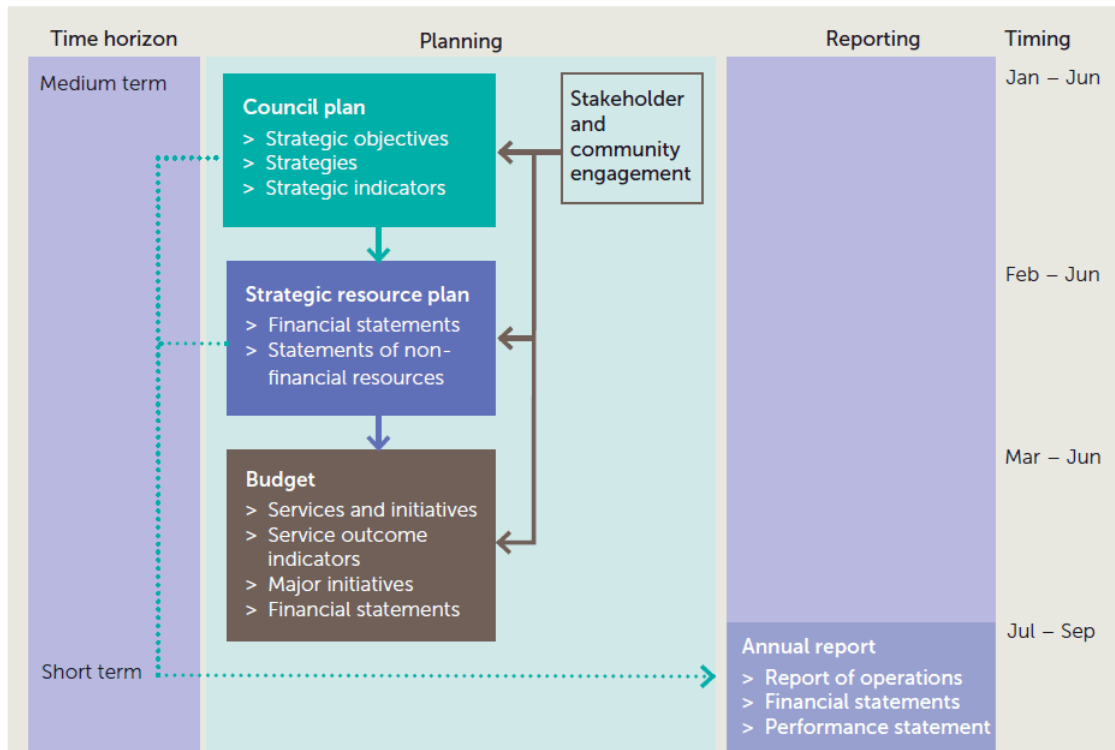 Time horizon
Planning
Reporting
Timing
Medium term
Jan – Jun
Council plan
> Strategic objectives
> Strategies
> Strategic indicators
Stakeholder
and
community
engagement
Feb – Jun
Strategic resource plan
> Financial statements
> Statements of non-
financial resources
Mar – Jun
Budget
> Services and initiatives
> Service outcome
indicators
> Major initiatives
> Financial statements
Jul – Sep
Short term
Annual report
> Report of operations
> Financial statements
> Performance statement